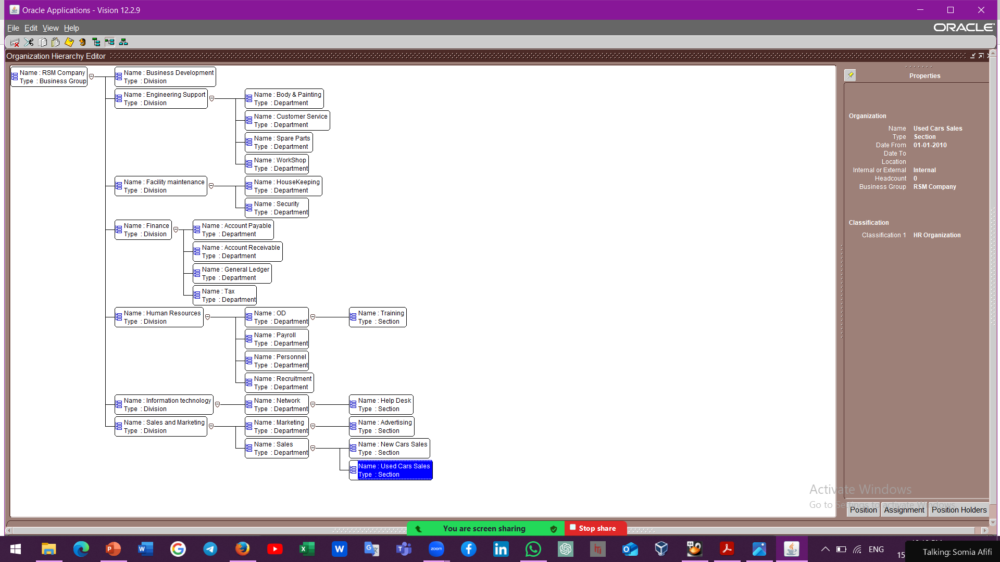 Oracle Applications - Vision 12.2.9
File Edit View Help
ORACLE
Organization Hierarchy Editor
Name : RSM Company
Type : Business Group
Name : Business Development
Type : Division
Name : Engineering Support
Type : Division
Name : Body & Painting
Type : Department
Name : Customer Service
Type : Department
Name : Spare Parts
Type : Department
Name : WorkShop
Type : Department
Name : Facility maintenance
Type : Division
Name : HouseKeeping
Type : Department
Name : Security
Type : Department
Name : Finance
Type : Division
Name : Account Payable
Type : Department
Name : Account Receivable
Type : Department
Name : General Ledger
Type : Department
Name : Tax
Type : Department
Name : Human Resources
Type : Division
Name : OD
Type : Department
Name : Training
Type : Section
Name : Payroll
Type : Department
Name : Personnel
Type : Department
Name : Recruitment
Type : Department
Name : Information technology
Type : Division
Name : Network
Type : Department
Name : Help Desk
Type : Section
Name : Sales and Marketing
Type : Division
Name : Marketing
Type : Department
Name : Advertising
Type : Section
Name : Sales
Type : Department
Name : New Cars Sales
Type : Section
Name : Used Cars Sales
Type : Section
Properties
Organization
Name Used Cars Sales
Type Section
Date From 01-01-2010
Date To
Location
Internal or External Internal
Headcount 0
Business Group RSM Company
Classification
Classification 1 HR Organization
Activate Windows
Go to Settings to activate Windows.
Position Assignment Position Holders
You are screen sharing
Stop share
zoom
64
ENG
15
Talking: Somia Afifi